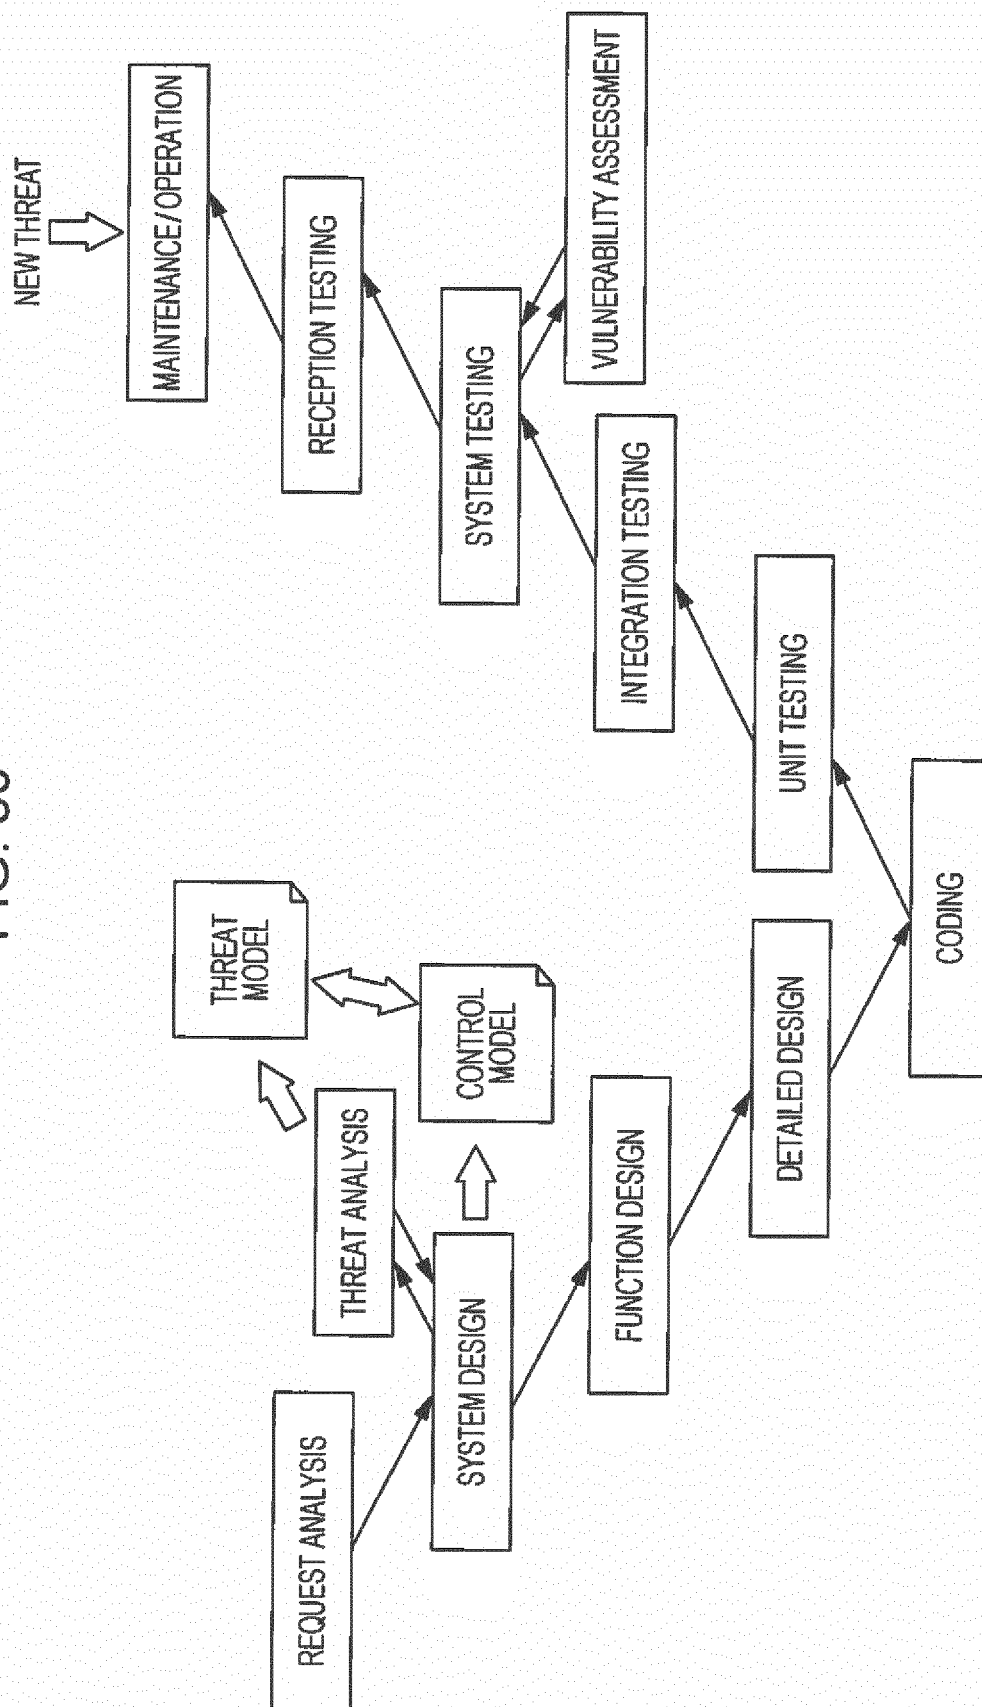 FIG.
NEW THREAT
MAINTENANCE/OPERATION
THREAT
MODEL
REQUEST ANALYSIS
RECEPTION TESTING
THREAT ANALYSIS
CONTROL
MODEL
SYSTEM DESIGN
SYSTEM TESTING
VULNERABILITY ASSESSMENT
FUNCTION DESIGN
INTEGRATION TESTING
DETAILED DESIGN
UNIT TESTING
CODING